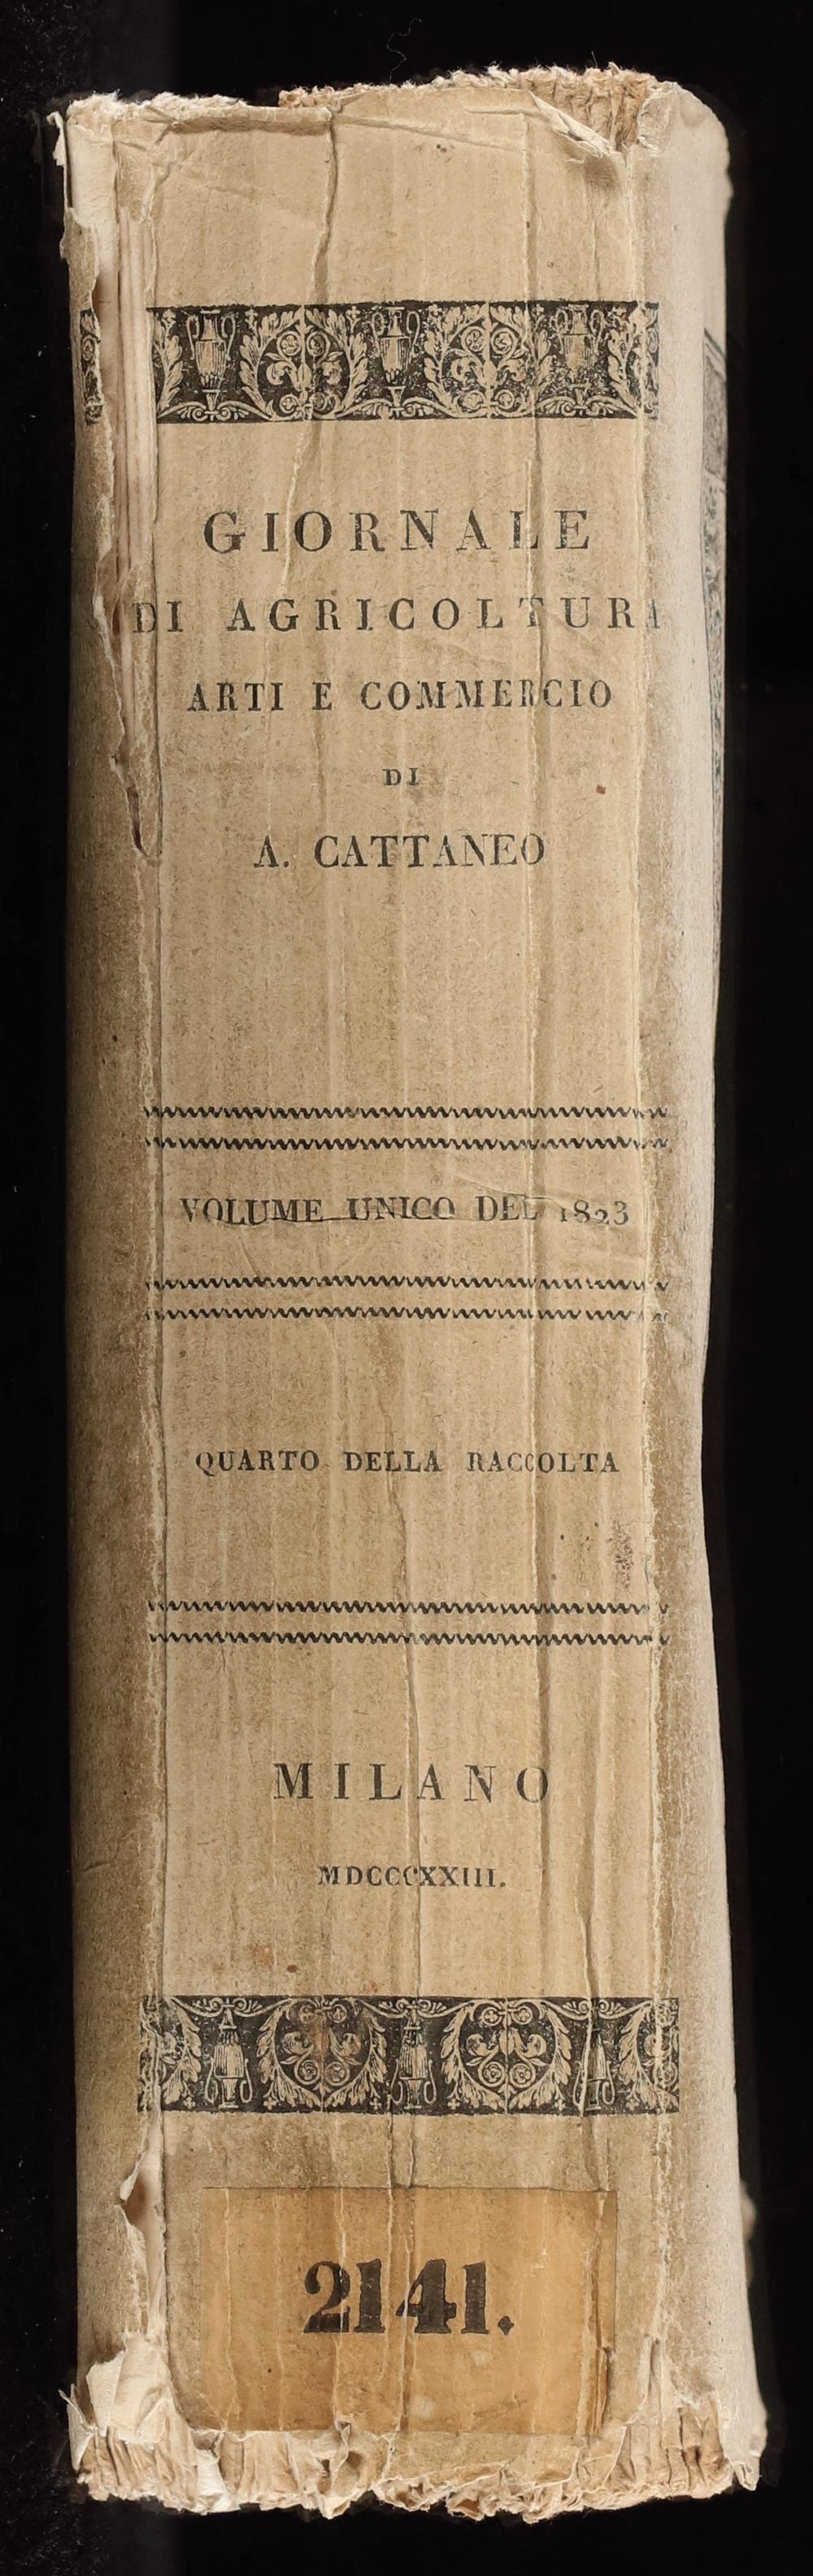 GIORNALE
DI AGRICOLTURA
ARTI E COMMERCIO
DI
A. CATTANEO
VOLUME UNICO DEL 1823
QUARTO DELLA RACCOLTA
MILANO
MDCCCXXIII.
2141.